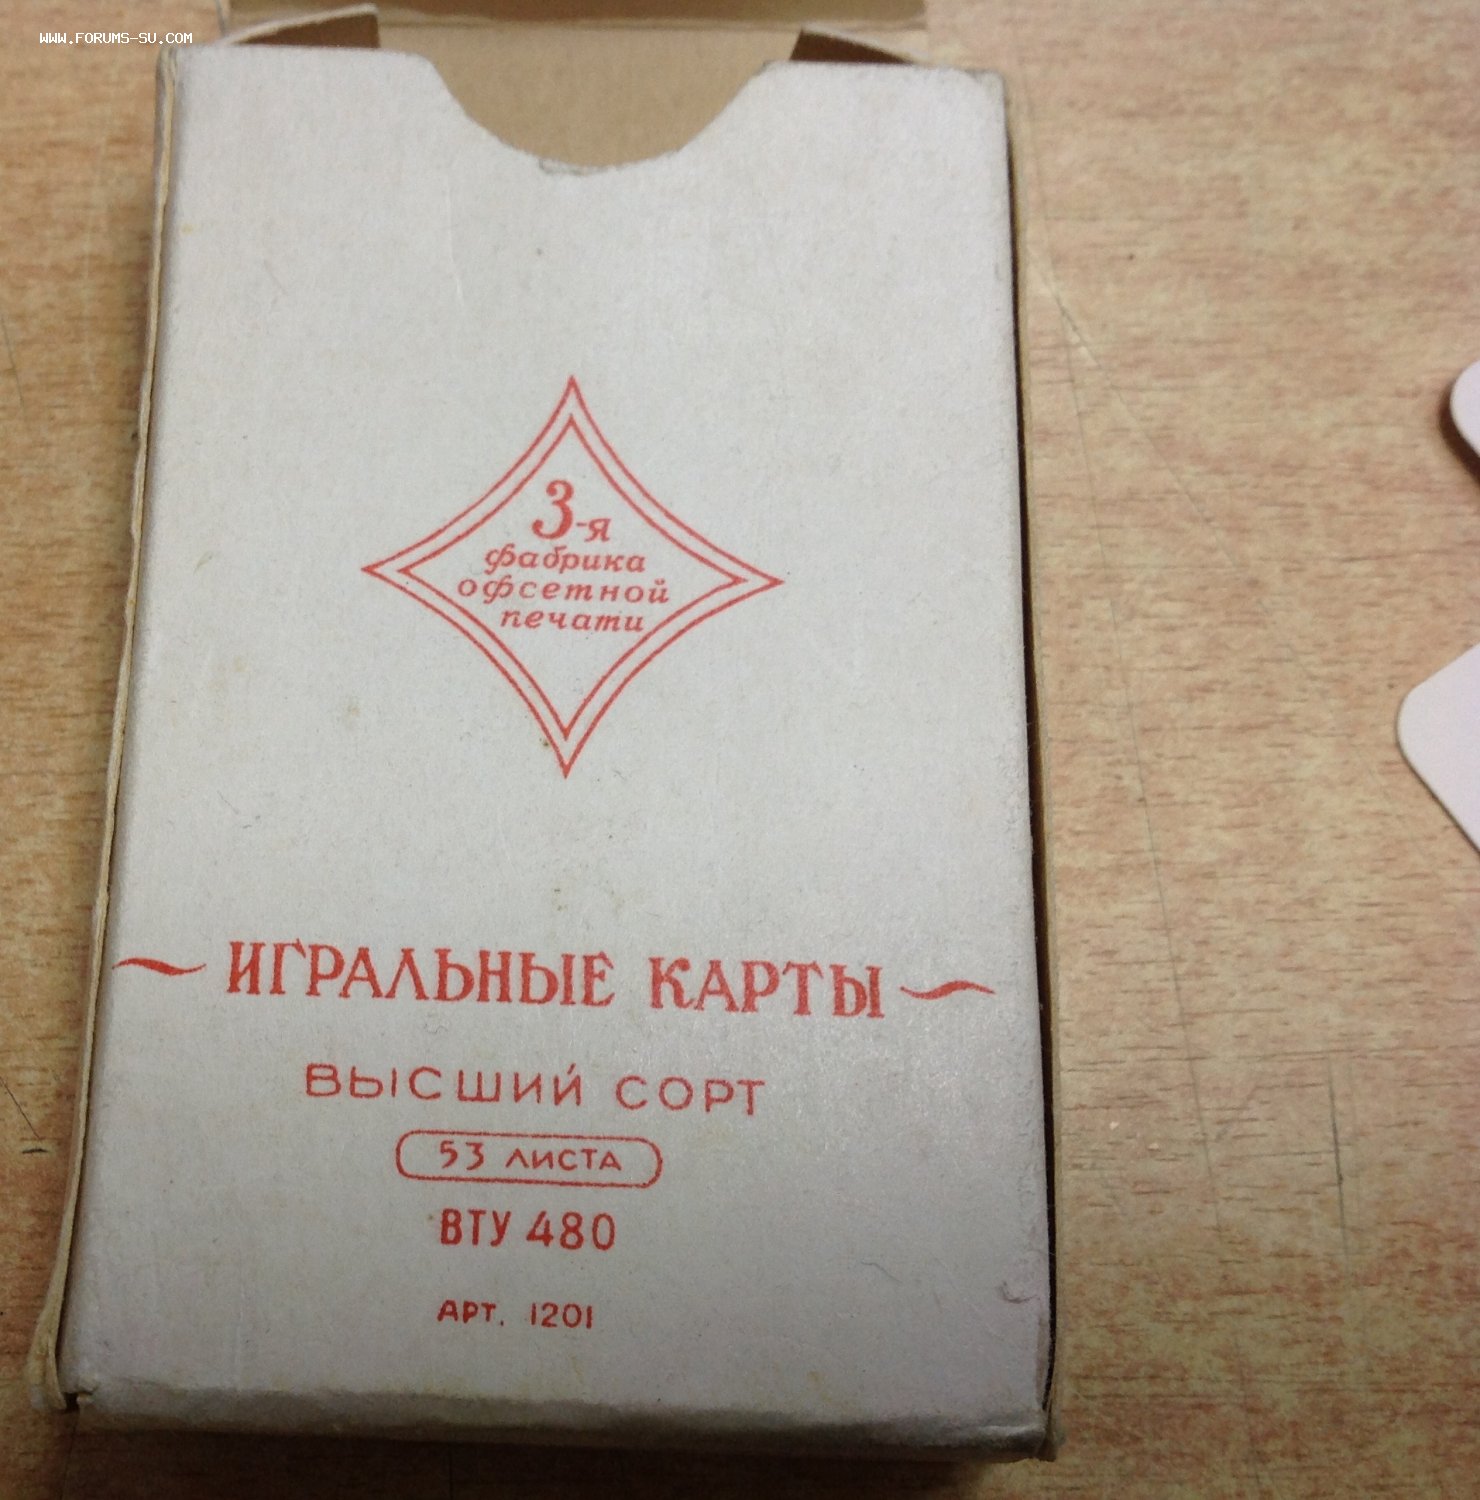 WWW.FORUMS-SU.COM
3-я
фабрика
офсетной
печати
ИГРАЛЬНЫЕ КАРТЫ
ВЫСШИЙ СОРТ
53 ЛИСТА
ВТУ 480
АРТ. 1201